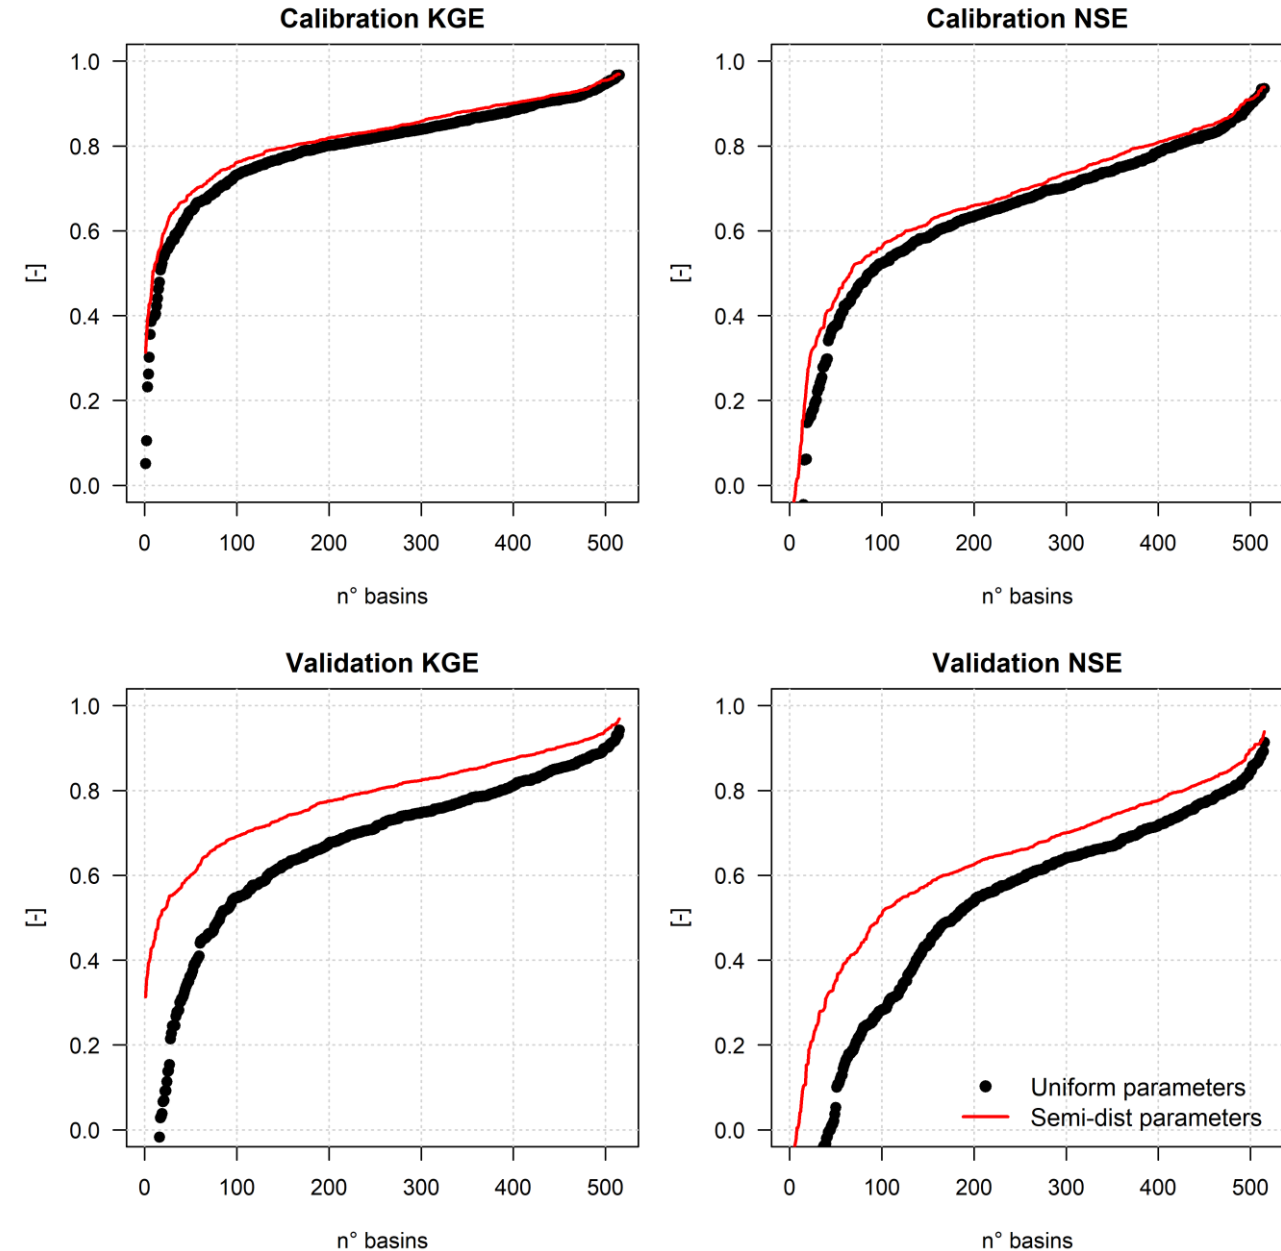 Calibration KGE
1.0
0.8
0.6
0.4
0.2
0.0
[-]
0 100 200 300 400 500
n° basins
Calibration NSE
1.0
0.8
0.6
0.4
0.2
0.0
[-]
0 100 200 300 400 500
n° basins
Validation KGE
1.0
0.8
0.6
0.4
0.2
0.0
[-]
0 100 200 300 400 500
n° basins
Validation NSE
1.0
0.8
0.6
0.4
0.2
0.0
[-]
Uniform parameters
Semi-dist parameters
0 100 200 300 400 500
n° basins